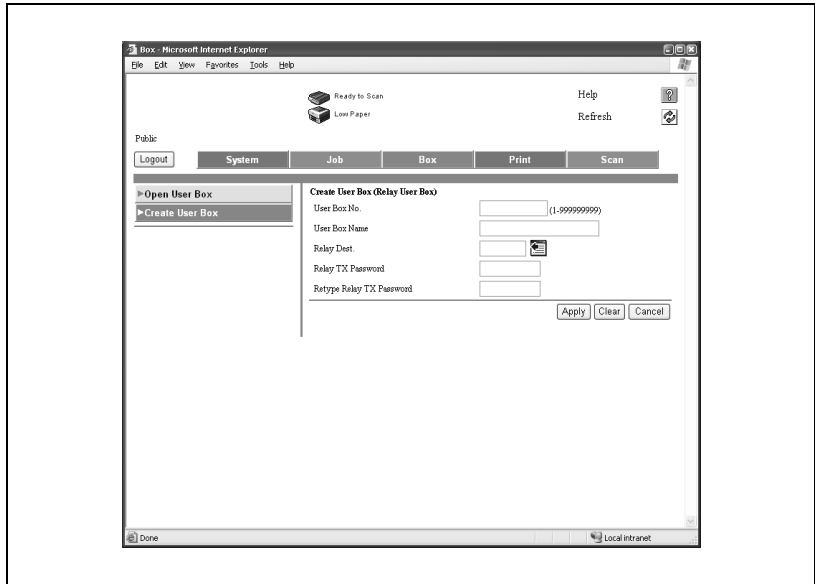 Box - Microsoft Internet Explorer
File Edit View Favorites Tools Help
Ready to Scan
Low Paper
Help
Refresh
Public
Logout System Job Box Print Scan
Open User Box
Create User Box
Create User Box (Relay User Box)
User Box No. (1-999999999)
User Box Name
Relay Dest.
Relay TX Password
Retype Relay TX Password
Apply Clear Cancel
Done Local intranet